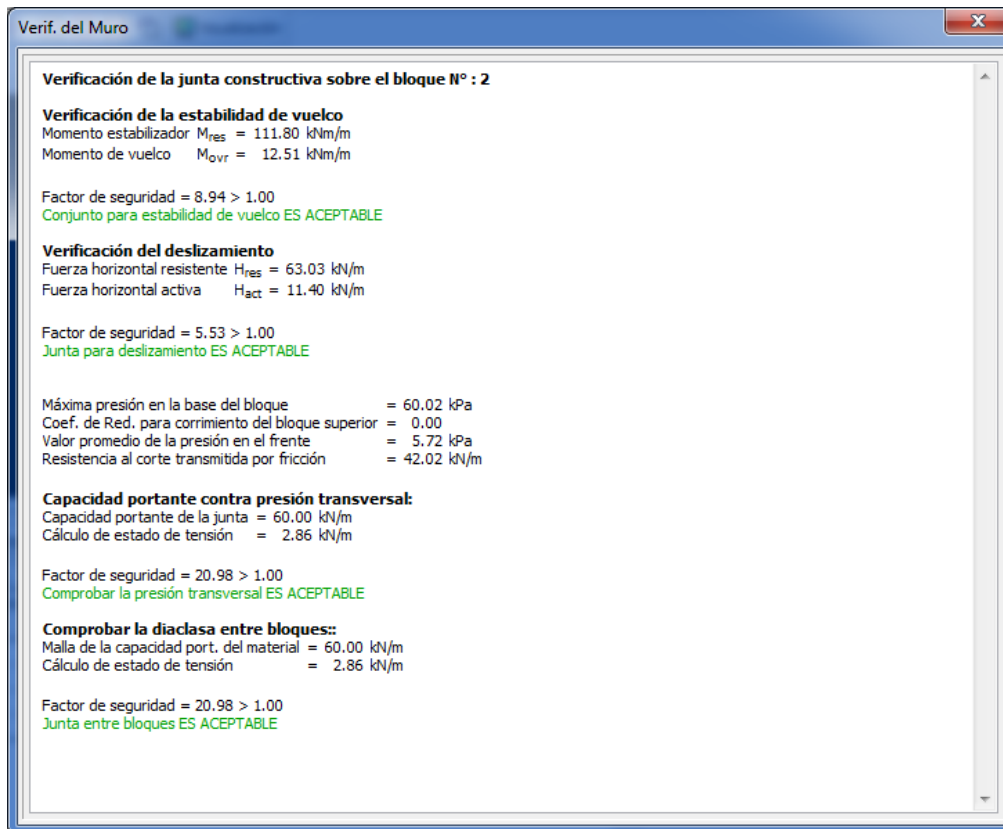 Verif. del Muro
Verificación de la junta constructiva sobre el bloque N° : 2
Verificación de la estabilidad de vuelco
Momento estabilizador Mres = 111.80 kNm/m
Momento de vuelco Movr = 12.51 kNm/m
Factor de seguridad = 8.94 > 1.00
Conjunto para estabilidad de vuelco ES ACEPTABLE
Verificación del deslizamiento
Fuerza horizontal resistente Hres = 63.03 kN/m
Fuerza horizontal activa Hact = 11.40 kN/m
Factor de seguridad = 5.53 > 1.00
Junta para deslizamiento ES ACEPTABLE
Máxima presión en la base del bloque = 60.02 kPa
Coef. de Red. para corrimiento del bloque superior = 0.00
Valor promedio de la presión en el frente = 5.72 kPa
Resistencia al corte transmitida por fricción = 42.02 kN/m
Capacidad portante contra presión transversal:
Capacidad portante de la junta = 60.00 kN/m
Cálculo de estado de tensión = 2.86 kN/m
Factor de seguridad = 20.98 > 1.00
Comprobar la presión transversal ES ACEPTABLE
Comprobar la diaclasa entre bloques::
Malla de la capacidad port. del material = 60.00 kN/m
Cálculo de estado de tensión = 2.86 kN/m
Factor de seguridad = 20.98 > 1.00
Junta entre bloques ES ACEPTABLE